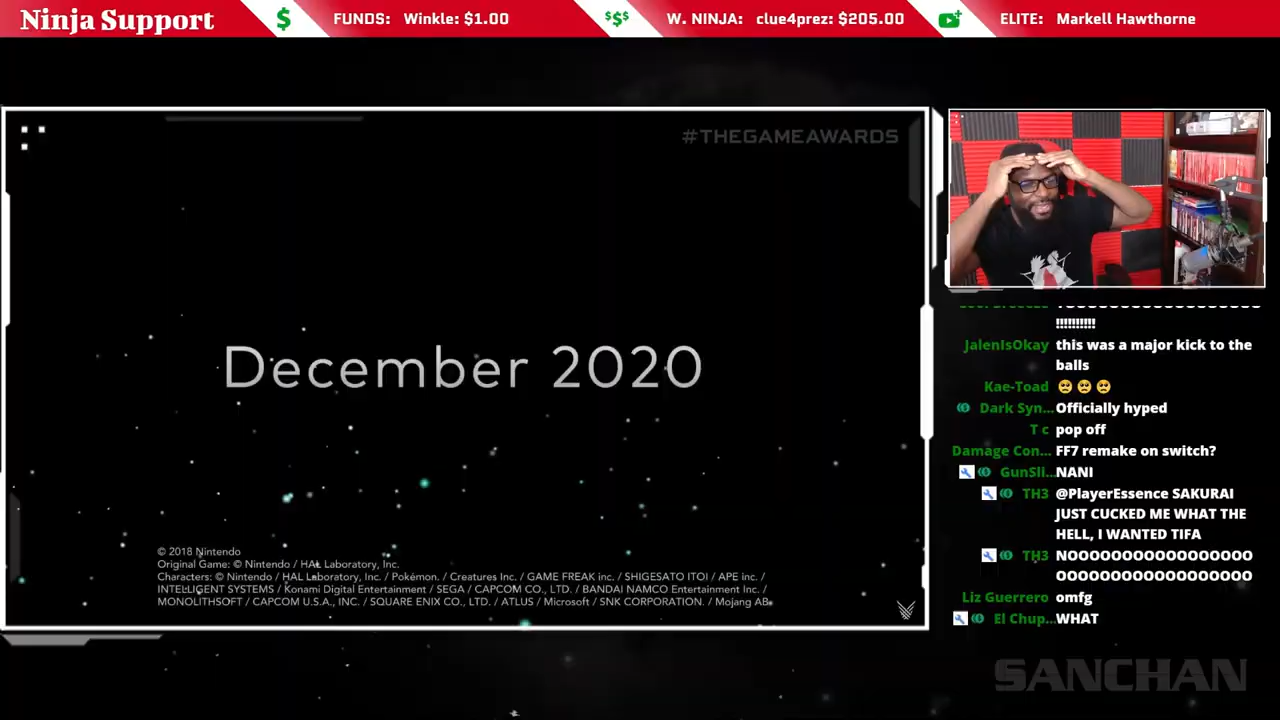 Ninja Support
FUNDS: Winkle: $1.00
W. NINJA: clue4prez: $205.00
ELITE: Markell Hawthorne
#THEGAMEAWARDS
December 2020
© 2018 Nintendo
Original Game: © Nintendo / HAL Laboratory, Inc.
Characters: © Nintendo / HAL Laboratory, Inc. / Pokémon. / Creatures Inc. / GAME FREAK inc. / SHIGESATO ITOI / APE inc. /
INTELLIGENT SYSTEMS / Konami Digital Entertainment / SEGA / CAPCOM CO., LTD. / BANDAI NAMCO Entertainment Inc. /
MONOLITHSOFT / CAPCOM U.S.A., INC. / SQUARE ENIX CO., LTD. / ATLUS / Microsoft / SNK CORPORATION. / Mojang AB.
!!!!!!!!!!
JalenIsOkay this was a major kick to the
balls
Kae-Toad 🥺 🥺 🥺
Dark Syn... Officially hyped
T c pop off
Damage Con... FF7 remake on switch?
GunSli... NANI
TH3 @PlayerEssence SAKURAI
JUST CUCKED ME WHAT THE
HELL, I WANTED TIFA
TH3 NOOOOOOOOOOOOOOOOO
OOOOOOOOOOOOOOOOOO
Liz Guerrero omfg
El Chup... WHAT
SANCHAN